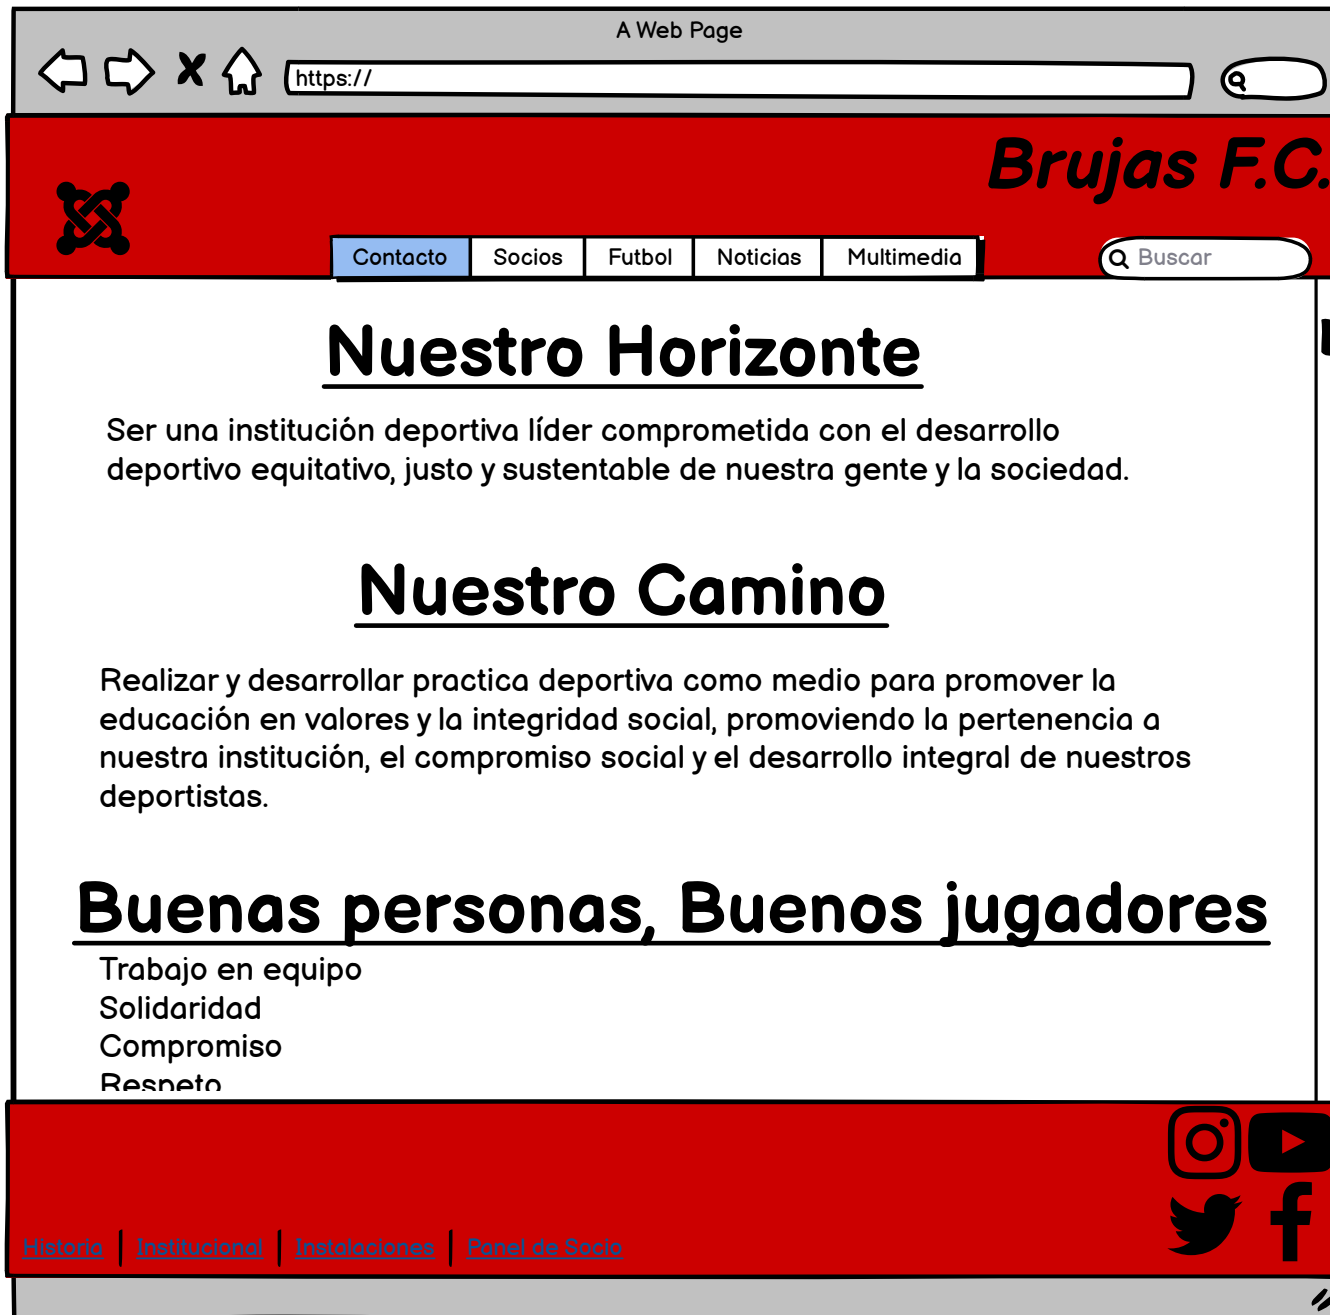 A Web Page
https://
Brujas F.C.
Contacto Socios Futbol Noticias Multimedia
Buscar
Nuestro Horizonte
Ser una institución deportiva líder comprometida con el desarrollo
deportivo equitativo, justo y sustentable de nuestra gente y la sociedad.
Nuestro Camino
Realizar y desarrollar practica deportiva como medio para promover la
educación en valores y la integridad social, promoviendo la pertenencia a
nuestra institución, el compromiso social y el desarrollo integral de nuestros
deportistas.
Buenas personas, Buenos jugadores
Trabajo en equipo
Solidaridad
Compromiso
Respeto
Historia Institucional Instalaciones Panel de Socio